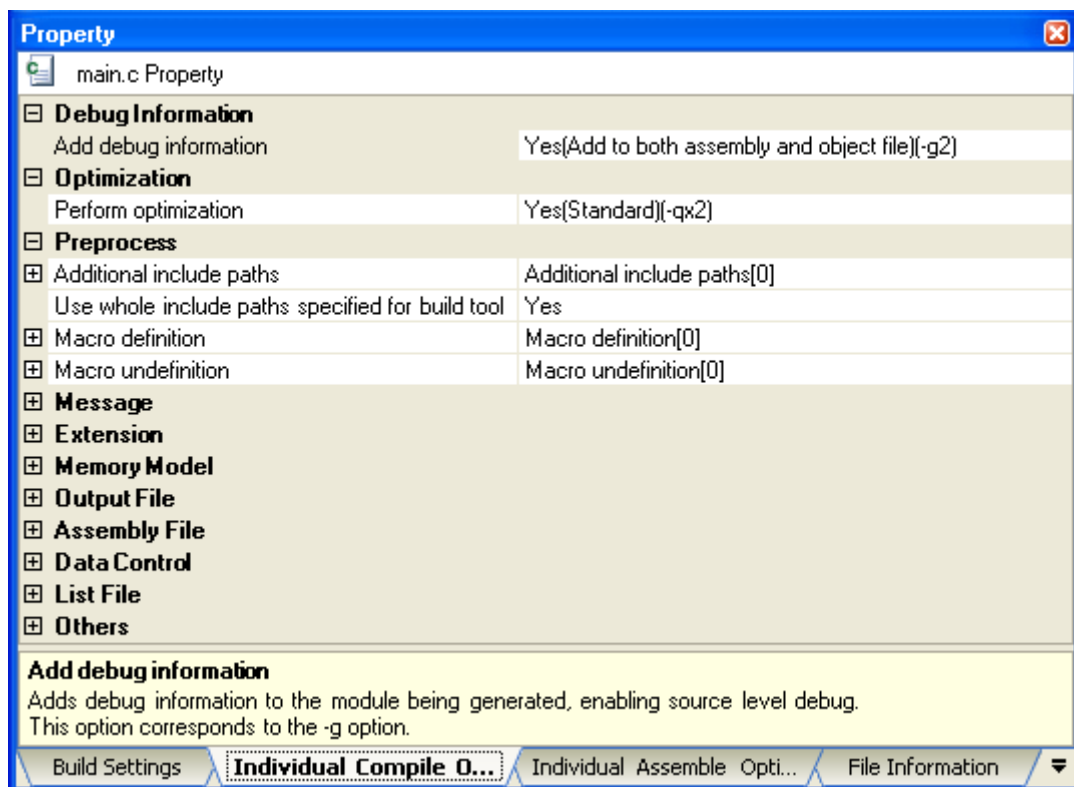 Property
main.c Property
Debug Information
Add debug information Yes(Add to both assembly and object file)(-g2)
Optimization
Perform optimization Yes(Standard)(-qx2)
Preprocess
Additional include paths Additional include paths[0]
Use whole include paths specified for build tool Yes
Macro definition Macro definition[0]
Macro undefinition Macro undefinition[0]
Message
Extension
Memory Model
Output File
Assembly File
Data Control
List File
Others
Add debug information
Adds debug information to the module being generated, enabling source level debug.
This option corresponds to the -g option.
Build Settings Individual Compile O... Individual Assemble Opti... File Information